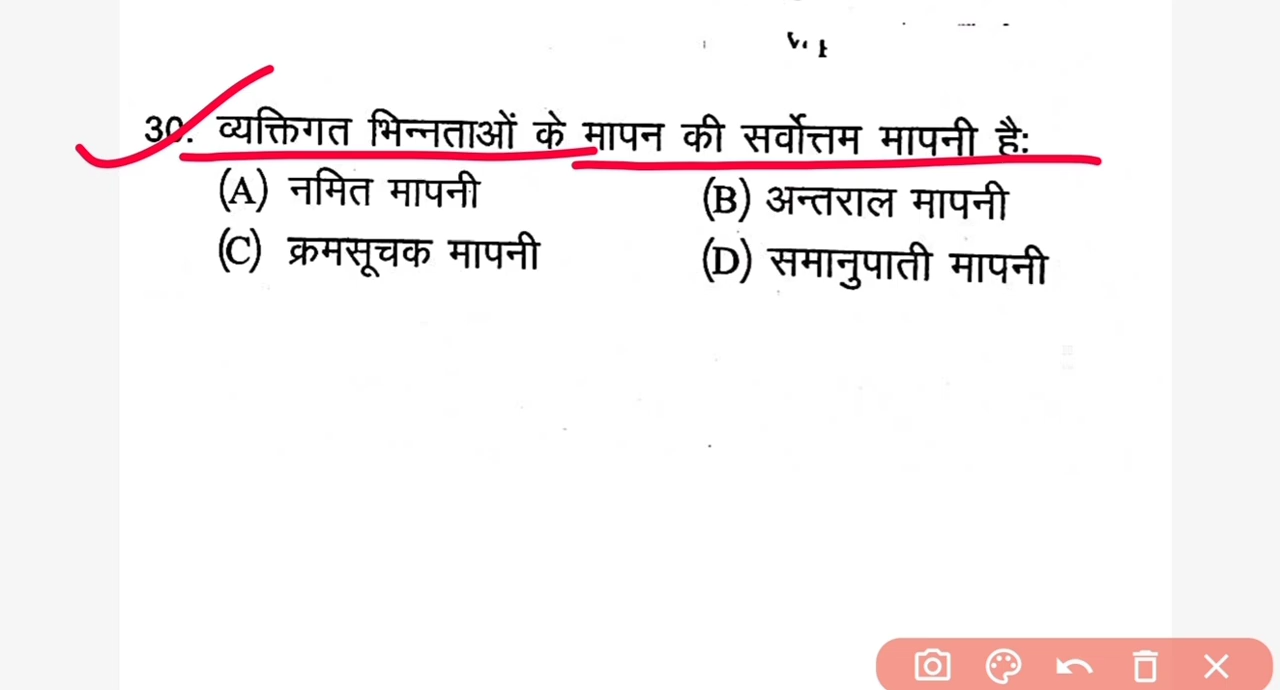 30. व्यक्तिगत भिन्नताओं के मापन की सर्वोत्तम मापनी है:
(A) नमित मापनी (B) अन्तराल मापनी
(C) क्रमसूचक मापनी (D) समानुपाती मापनी